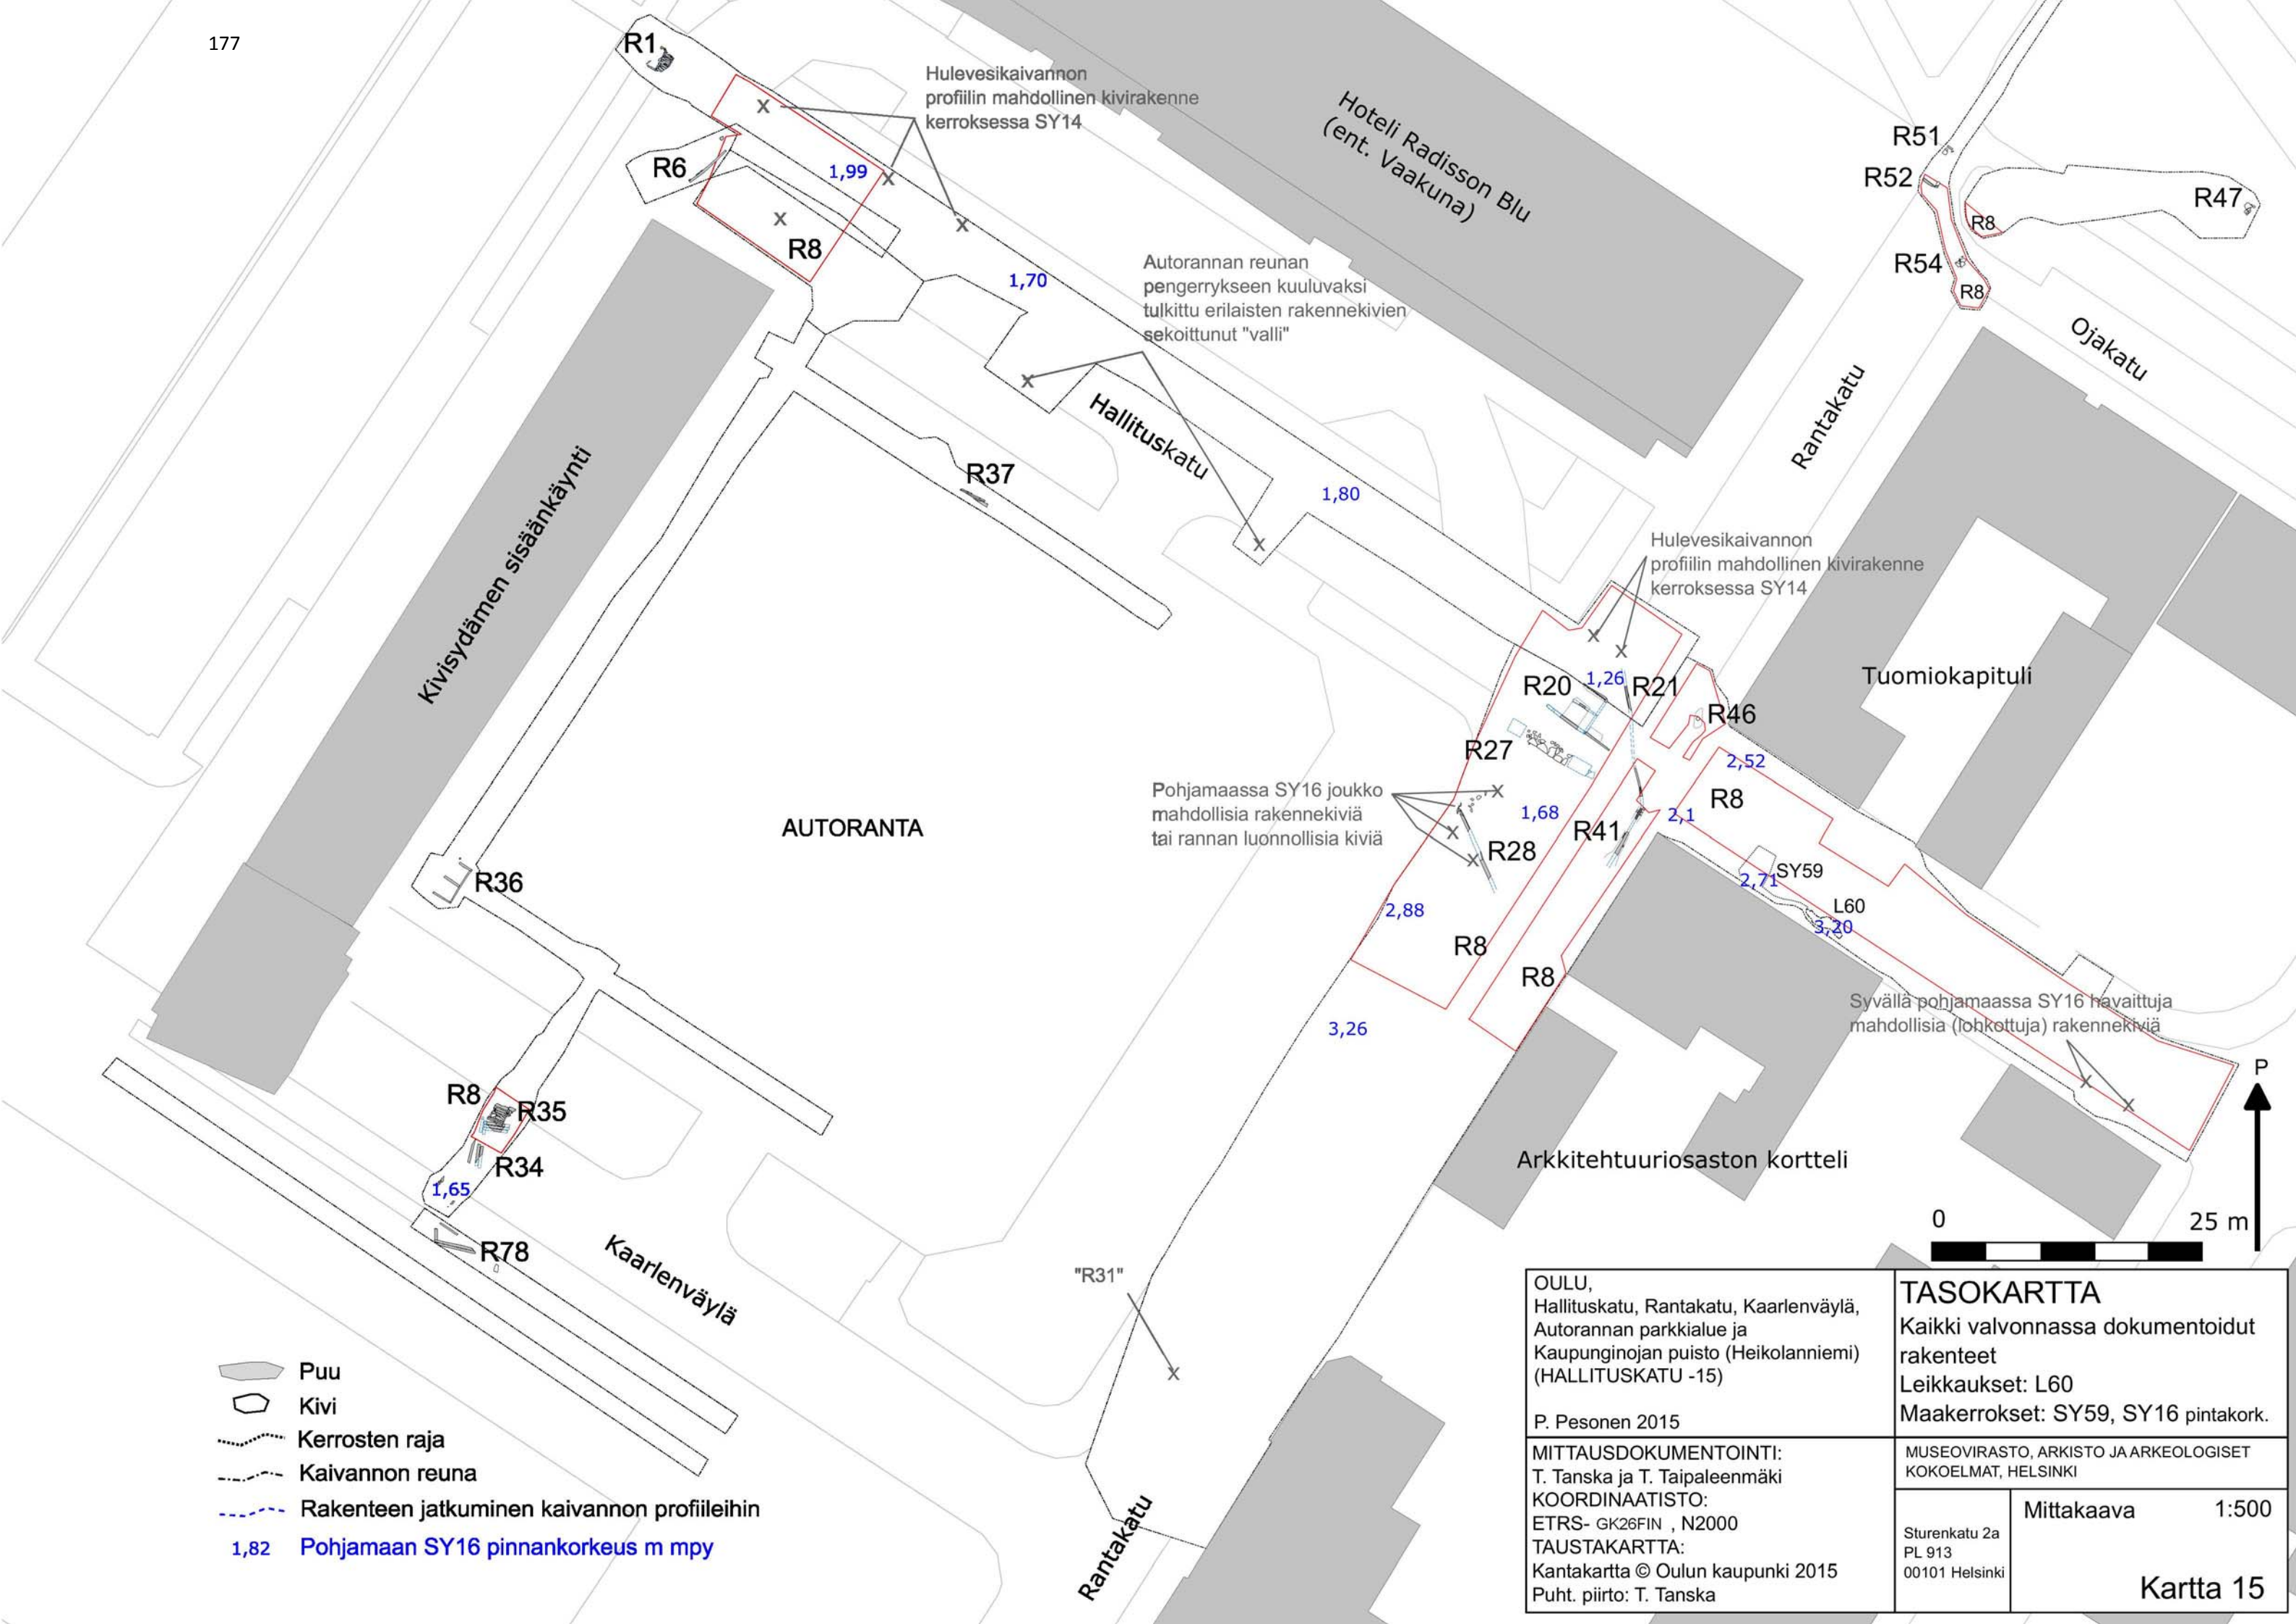 177
R1
Hulevesikaivannon
profiilin mahdollinen kivirakenne
kerroksessa SY14
R6
1,99
R8
1,70
Hoteli Radisson Blu
(ent. Vaakuna)
Autorannan reunan
pengerrykseen kuuluvaksi
tulkittu erilaisten rakennekivien
sekoittunut "valli"
R51
R52
R47
R8
R54
R8
Ojakatu
Rantakatu
Hallituskatu
R37
1,80
Kivisydämen sisäänkäynti
Hulevesikaivannon
profiilin mahdollinen kivirakenne
kerroksessa SY14
Tuomiokapituli
R20
1,26
R21
R46
R27
2,52
Pohjamaassa SY16 joukko
mahdollisia rakennekiviä
tai rannan luonnollisia kiviä
1,68
R41
2,1
R8
R28
AUTORANTA
R36
SY59
2,71
L60
3,20
2,88
R8
R8
3,26
Syvällä pohjamaassa SY16 havaittuja
mahdollisia (lohkottuja) rakennekiviä
P
R8
R35
R34
1,65
R78
Kaarlenväylä
"R31"
Arkkitehtuuriosaston kortteli
0
25 m
Rantakatu
Puu
Kivi
Kerrosten raja
Kaivannon reuna
Rakenteen jatkuminen kaivannon profiileihin
1,82 Pohjamaan SY16 pinnankorkeus m mpy
OULU,
Hallituskatu, Rantakatu, Kaarlenväylä,
Autorannan parkkialue ja
Kaupunginojan puisto (Heikolanniemi)
(HALLITUSKATU -15)
P. Pesonen 2015
MITTAUSDOKUMENTOINTI:
T. Tanska ja T. Taipaleenmäki
KOORDINAATISTO:
ETRS- GK26FIN , N2000
TAUSTAKARTTA:
Kantakartta © Oulun kaupunki 2015
Puht. piirto: T. Tanska
TASOKARTTA
Kaikki valvonnassa dokumentoidut
rakenteet
Leikkaukset: L60
Maakerrokset: SY59, SY16 pintakork.
MUSEOVIRASTO, ARKISTO JA ARKEOLOGISET
KOKOELMAT, HELSINKI
Sturenkatu 2a
PL 913
00101 Helsinki
Mittakaava 1:500
Kartta 15